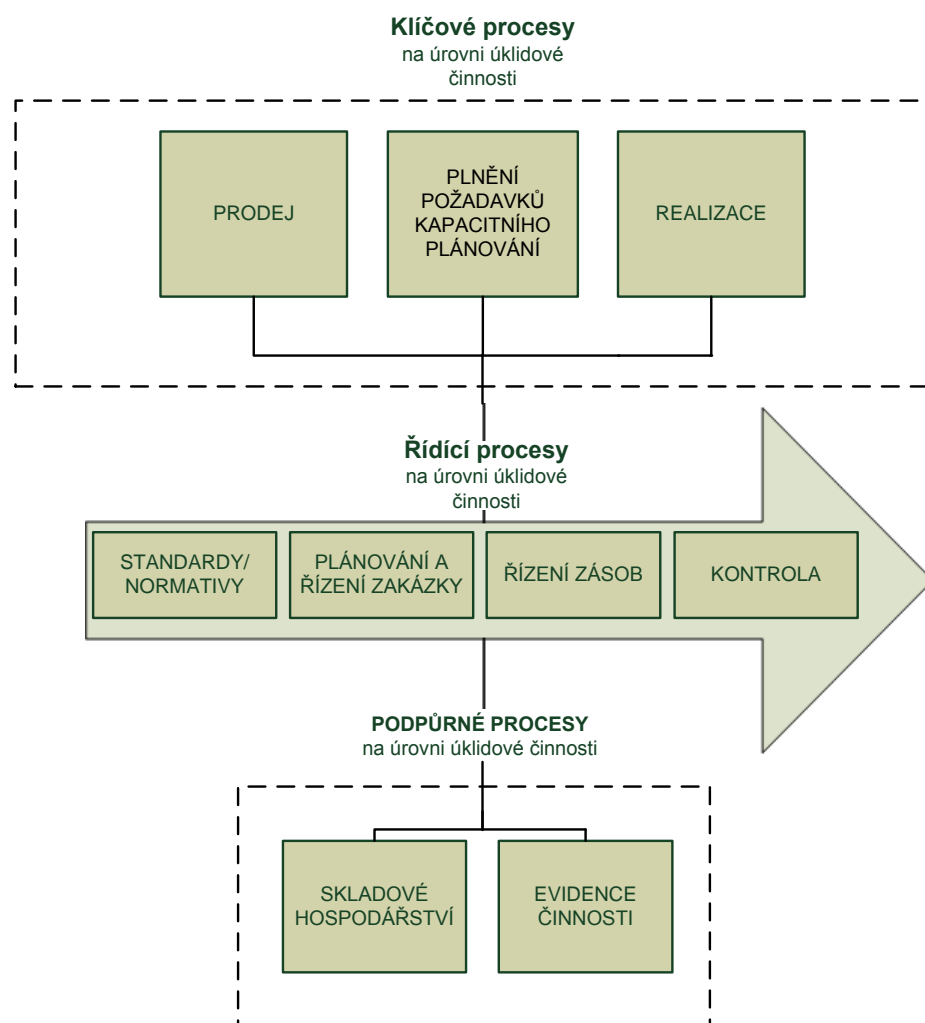 Klíčové procesy
na úrovni úklidové
činnosti
PRODEJ
PLNĚNÍ
POŽADAVKŮ
KAPACITNÍHO
PLÁNOVÁNÍ
REALIZACE
Řídící procesy
na úrovni úklidové
činnosti
STANDARDY/
NORMATIVY
PLÁNOVÁNÍ A
ŘÍZENÍ ZAKÁZKY
ŘÍZENÍ ZÁSOB
KONTROLA
PODPŮRNÉ PROCESY
na úrovni úklidové činnosti
SKLADOVÉ
HOSPODÁŘSTVÍ
EVIDENCE
ČINNOSTI